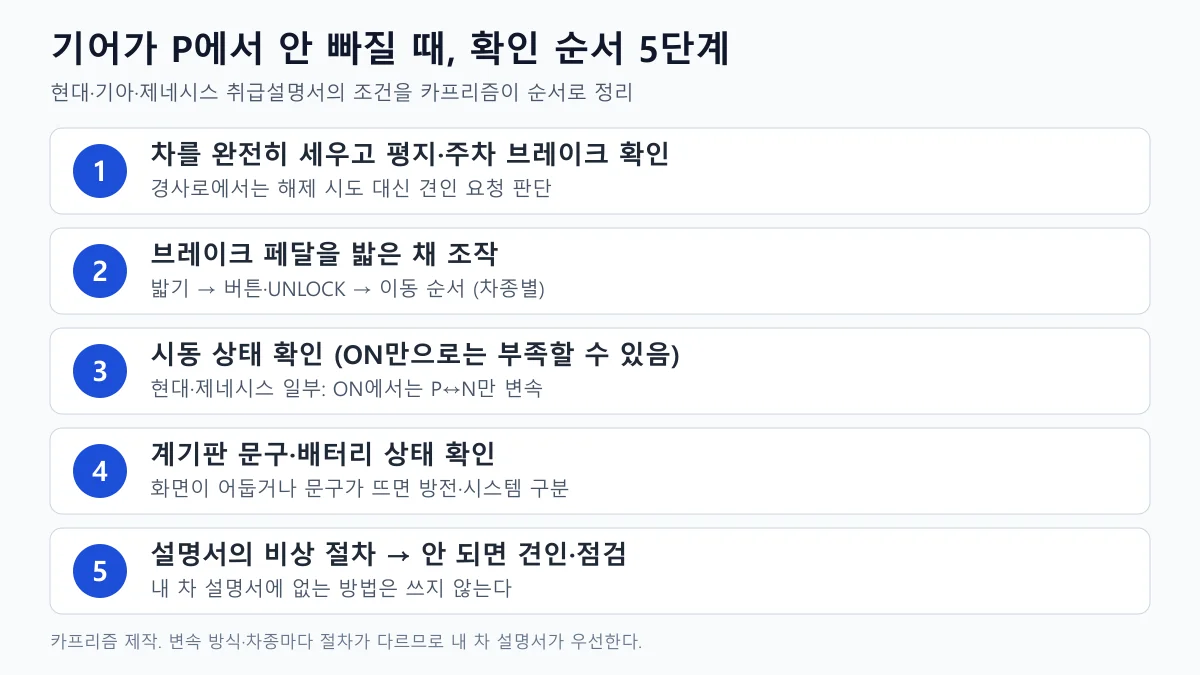 기어가 P에서 안 빠질 때, 확인 순서 5단계
현대·기아·제네시스 취급설명서의 조건을 카프리즘이 순서로 정리
1
차를 완전히 세우고 평지·주차 브레이크 확인
경사로에서는 해제 시도 대신 견인 요청 판단
2
브레이크 페달을 밟은 채 조작
밟기 → 버튼·UNLOCK → 이동 순서 (차종별)
3
시동 상태 확인 (ON만으로는 부족할 수 있음)
현대·제네시스 일부: ON에서는 P↔N만 변속
4
계기판 문구·배터리 상태 확인
화면이 어둡거나 문구가 뜨면 방전·시스템 구분
5
설명서의 비상 절차 → 안 되면 견인·점검
내 차 설명서에 없는 방법은 쓰지 않는다
카프리즘 제작. 변속 방식·차종마다 절차가 다르므로 내 차 설명서가 우선한다.